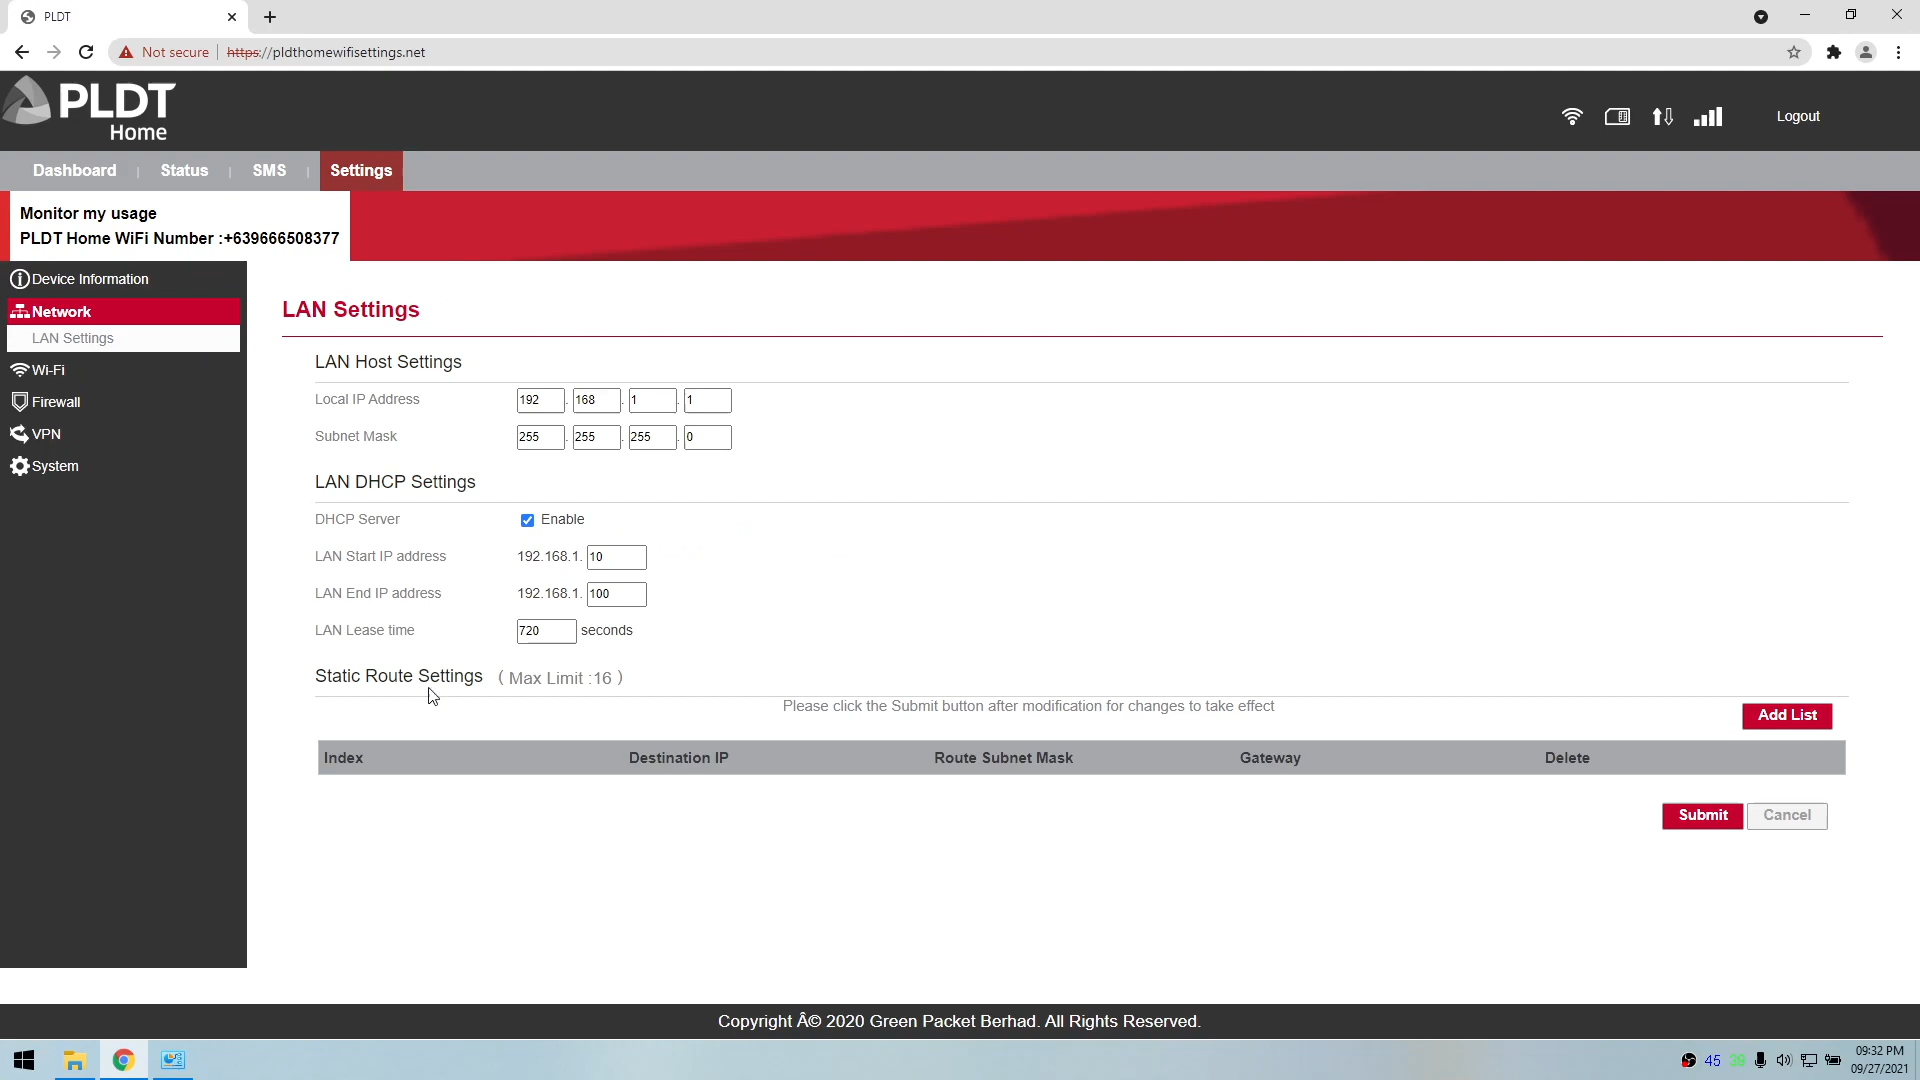 PLDT
Not secure | https://pldthomewifisettings.net
PLDT
Home
Logout
Dashboard | Status | SMS | Settings
Monitor my usage
PLDT Home WiFi Number :+639666508377
Device Information
Network
LAN Settings
Wi-Fi
Firewall
VPN
System
LAN Settings
LAN Host Settings
Local IP Address 192 . 168 . 1 . 1
Subnet Mask 255 . 255 . 255 . 0
LAN DHCP Settings
DHCP Server Enable
LAN Start IP address 192.168.1. 10
LAN End IP address 192.168.1. 100
LAN Lease time 720 seconds
Static Route Settings ( Max Limit :16 )
Please click the Submit button after modification for changes to take effect
Add List
Index Destination IP Route Subnet Mask Gateway Delete
Submit Cancel
Copyright Â© 2020 Green Packet Berhad. All Rights Reserved.
45
09:32 PM
09/27/2021